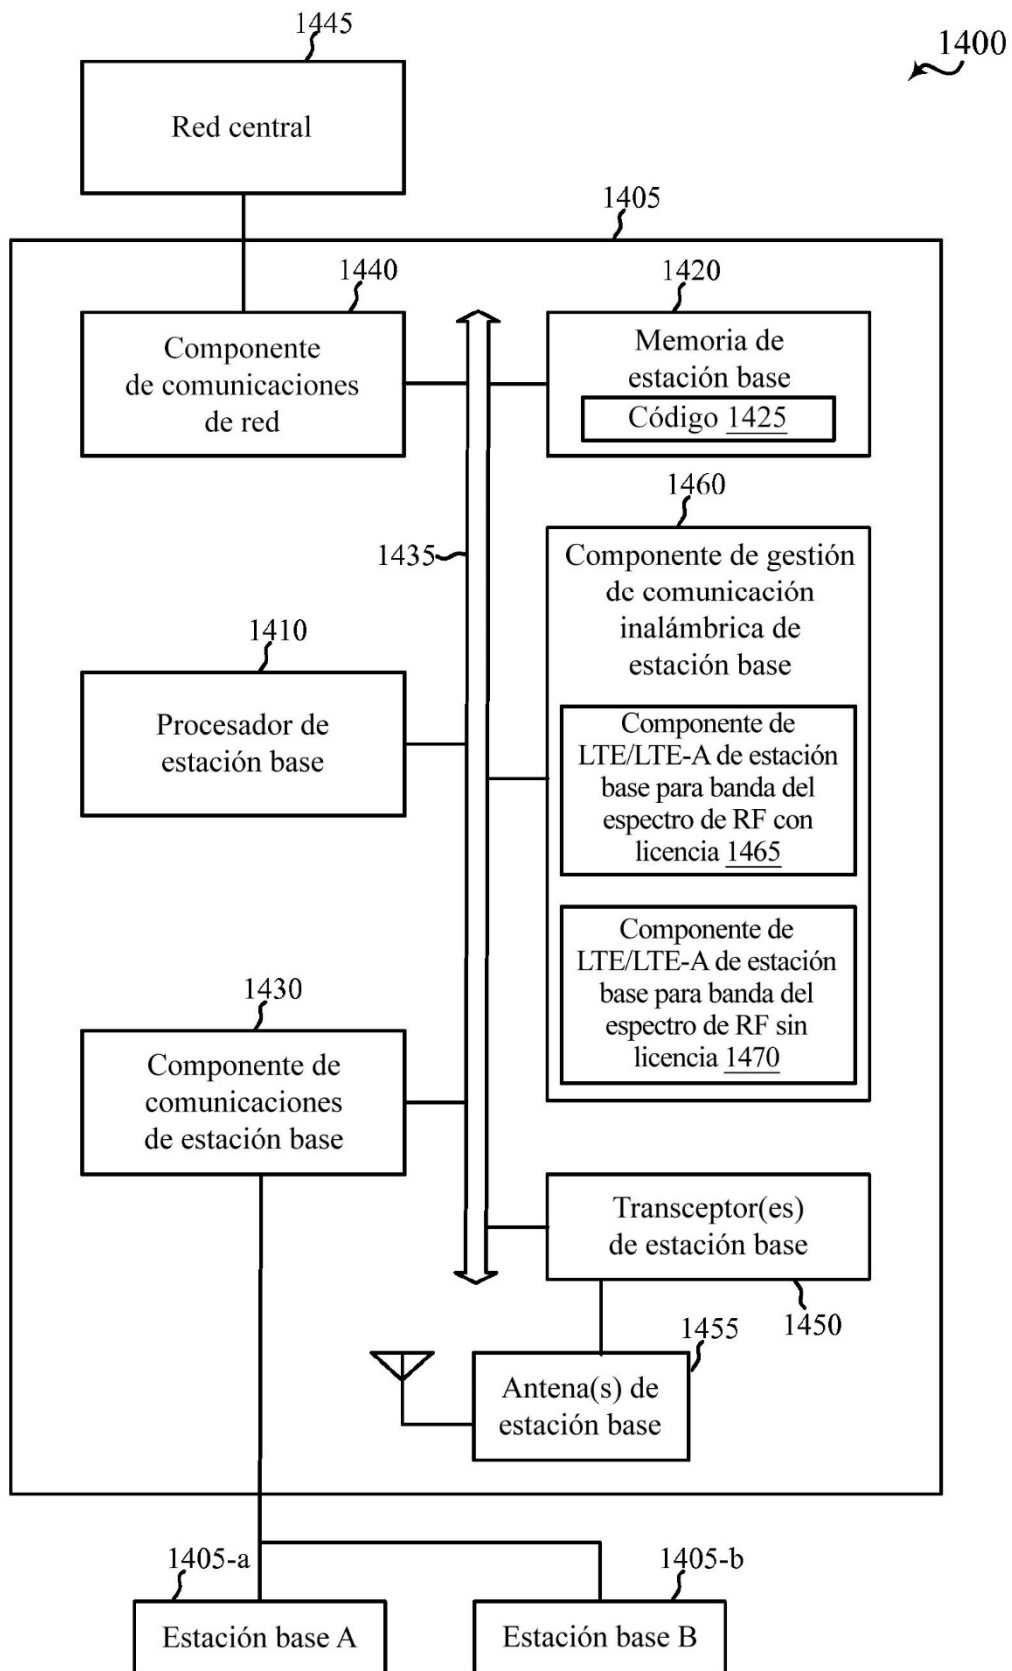 1445
1400
Red central
1405
1440
1420
Componente
de comunicaciones
de red
Memoria de
estación base
Código 1425
1460
1435
Componente de gestión
de comunicación
inalámbrica de
estación base
1410
Procesador de
estación base
Componente de
LTE/LTE-A de estación
base para banda del
espectro de RF con
licencia 1465
Componente de
LTE/LTE-A de estación
base para banda del
espectro de RF sin
licencia 1470
1430
Componente de
comunicaciones
de estación base
Transceptor(es)
de estación base
1450
1455
Antena(s) de
estación base
1405-a
1405-b
Estación base A
Estación base B